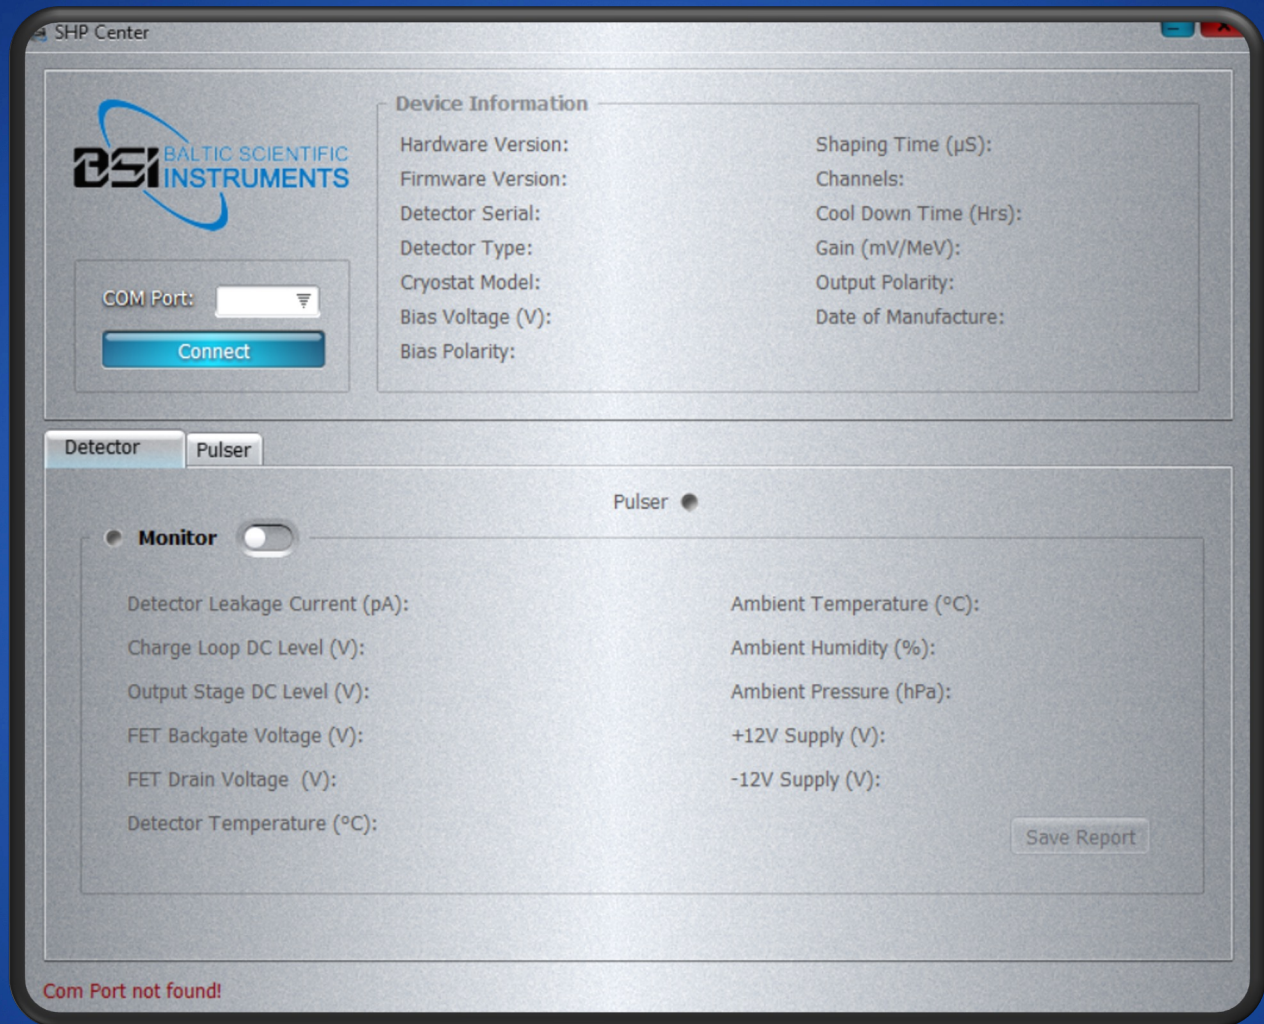 SHP Center
BSI BALTIC SCIENTIFIC
INSTRUMENTS
COM Port:
Connect
Device Information
Hardware Version:
Firmware Version:
Detector Serial:
Detector Type:
Cryostat Model:
Bias Voltage (V):
Bias Polarity:
Shaping Time (µS):
Channels:
Cool Down Time (Hrs):
Gain (mV/MeV):
Output Polarity:
Date of Manufacture:
Detector
Pulser
Pulser
Monitor
Detector Leakage Current (pA):
Charge Loop DC Level (V):
Output Stage DC Level (V):
FET Backgate Voltage (V):
FET Drain Voltage  (V):
Detector Temperature (ºC):
Ambient Temperature (ºC):
Ambient Humidity (%):
Ambient Pressure (hPa):
+12V Supply (V):
-12V Supply (V):
Save Report
Com Port not found!